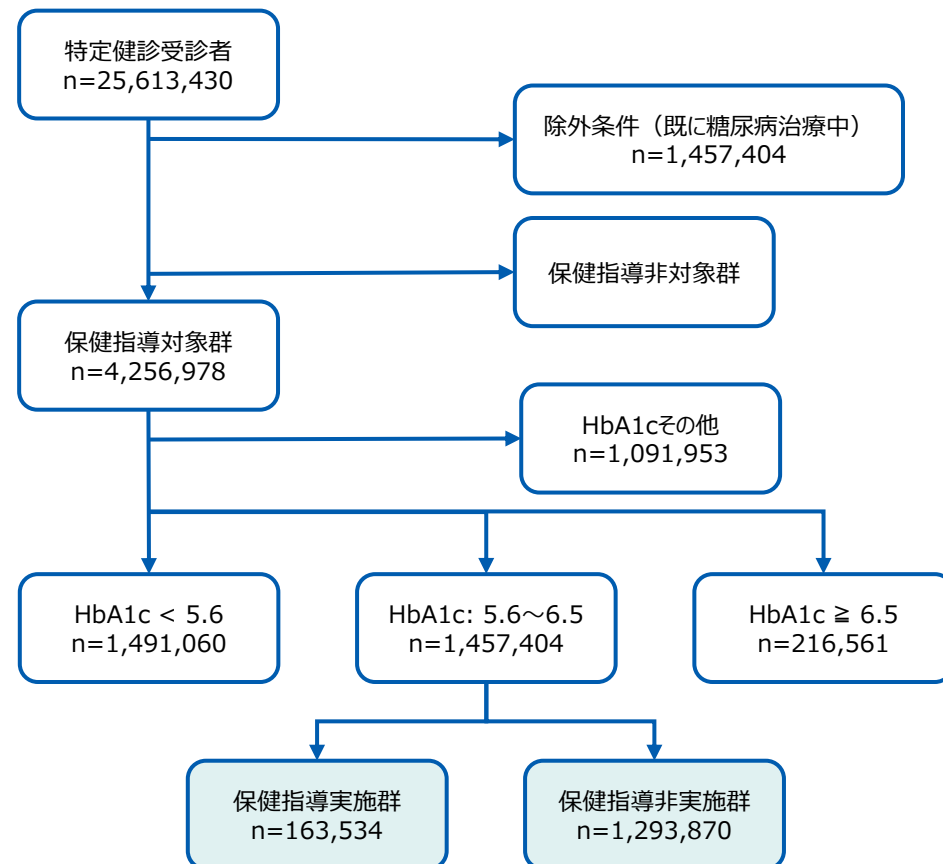 特定健診受診者
n=25,613,430
除外条件（既に糖尿病治療中）
n=1,457,404
保健指導非対象群
保健指導対象群
n=4,256,978
HbA1cその他
n=1,091,953
HbA1c < 5.6
n=1,491,060
HbA1c: 5.6～6.5
n=1,457,404
HbA1c ≧ 6.5
n=216,561
保健指導実施群
n=163,534
保健指導非実施群
n=1,293,870